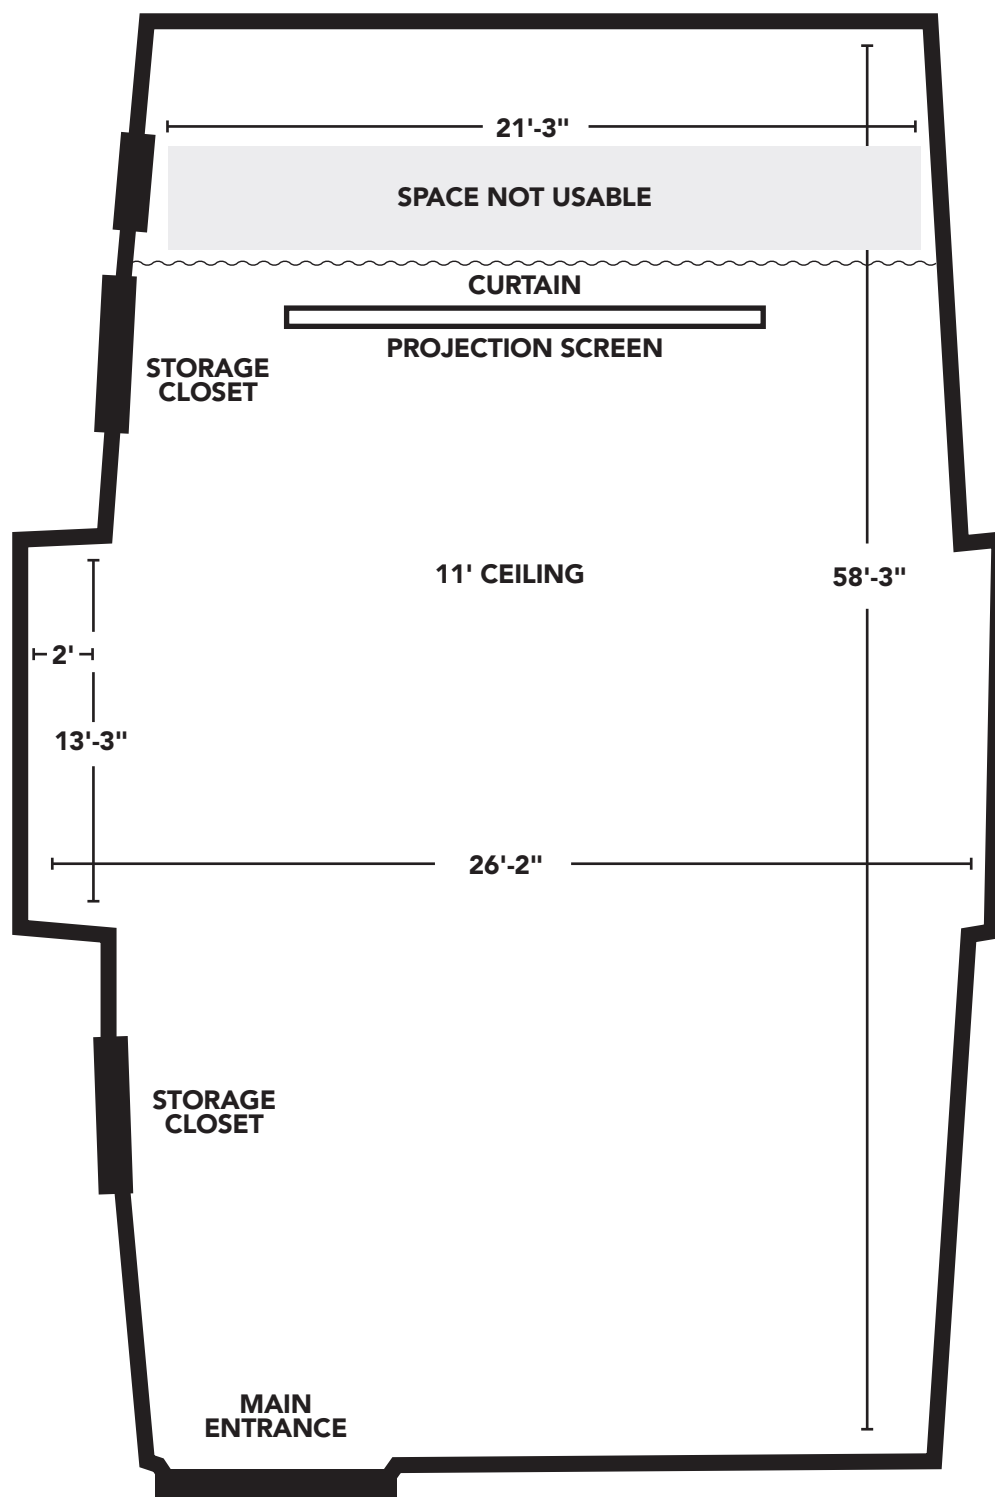 21'-3"
SPACE NOT USABLE
CURTAIN
PROJECTION SCREEN
STORAGE
CLOSET
11' CEILING
58'-3"
2'
13'-3"
26'-2"
STORAGE
CLOSET
MAIN
ENTRANCE